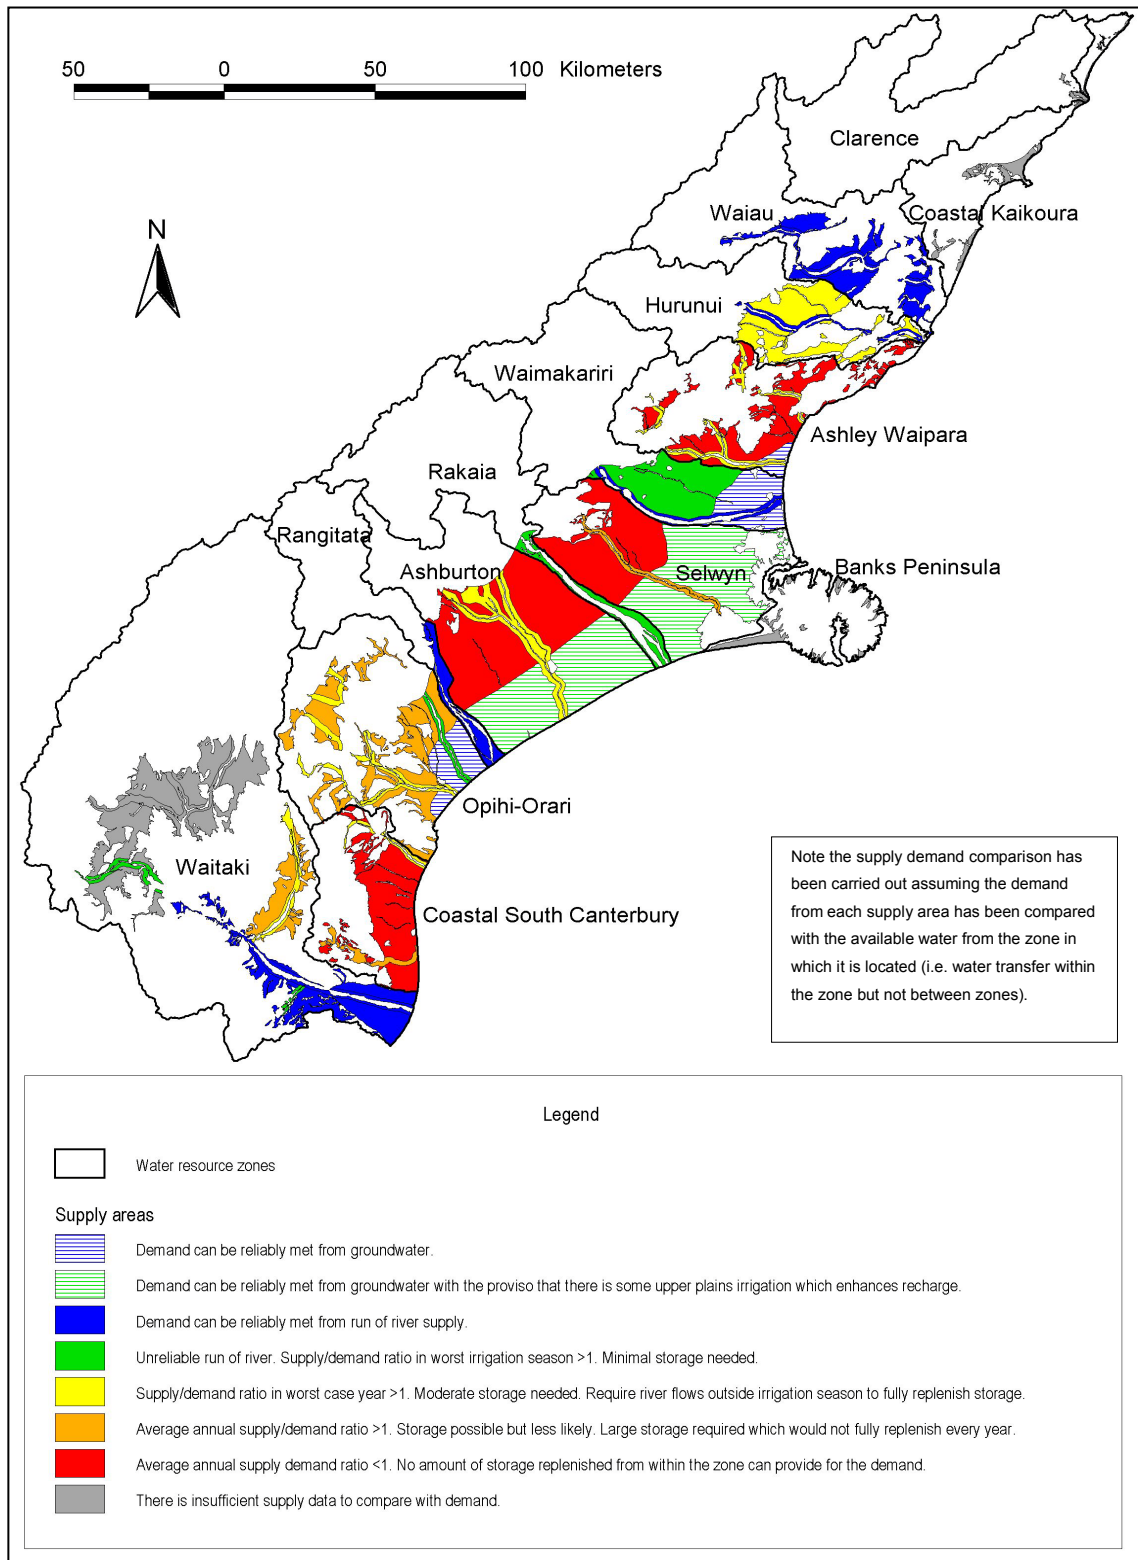 50 0 50 100 Kilometers
Clarence
N
Waiau
Coastal Kaikoura
Hurunui
Waimakariri
Ashley Waipara
Rakaia
Rangitata
Ashburton
Selwyn
Banks Peninsula
Opihi-Orari
Waitaki
Coastal South Canterbury
Note the supply demand comparison has
been carried out assuming the demand
from each supply area has been compared
with the available water from the zone in
which it is located (i.e. water transfer within
the zone but not between zones).
Legend
Water resource zones
Supply areas
Demand can be reliably met from groundwater.
Demand can be reliably met from groundwater with the proviso that there is some upper plains irrigation which enhances recharge.
Demand can be reliably met from run of river supply.
Unreliable run of river. Supply/demand ratio in worst irrigation season >1. Minimal storage needed.
Supply/demand ratio in worst case year >1. Moderate storage needed. Require river flows outside irrigation season to fully replenish storage.
Average annual supply/demand ratio >1. Storage possible but less likely. Large storage required which would not fully replenish every year.
Average annual supply demand ratio <1. No amount of storage replenished from within the zone can provide for the demand.
There is insufficient supply data to compare with demand.